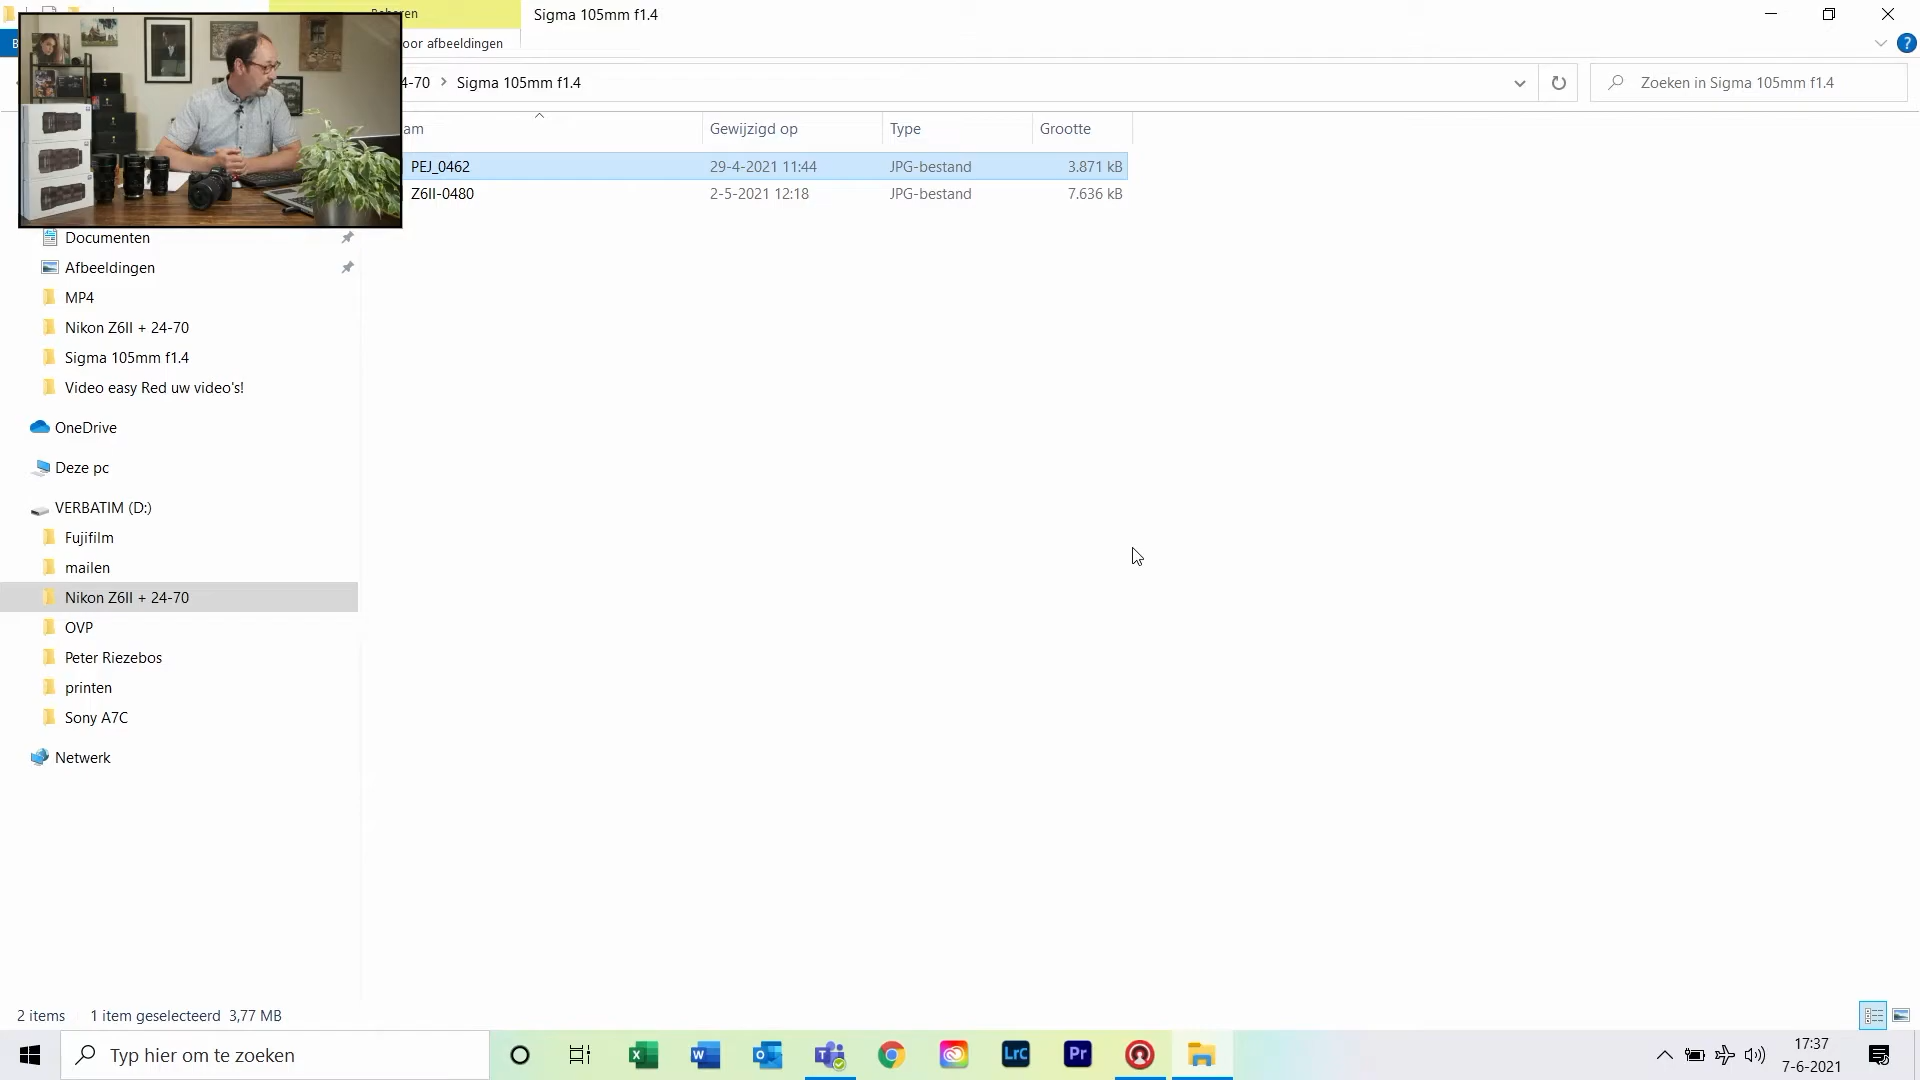 Beheren
Sigma 105mm f1.4
oor afbeeldingen
4-70 > Sigma 105mm f1.4
Zoeken in Sigma 105mm f1.4
am
Gewijzigd op
Type
Grootte
PEJ_0462
29-4-2021 11:44
JPG-bestand
3.871 kB
Z6II-0480
2-5-2021 12:18
JPG-bestand
7.636 kB
Documenten
Afbeeldingen
MP4
Nikon Z6II + 24-70
Sigma 105mm f1.4
Video easy Red uw video's!
OneDrive
Deze pc
VERBATIM (D:)
Fujifilm
mailen
Nikon Z6II + 24-70
OVP
Peter Riezebos
printen
Sony A7C
Netwerk
2 items
1 item geselecteerd 3,77 MB
Typ hier om te zoeken
LrC
Pr
17:37
7-6-2021